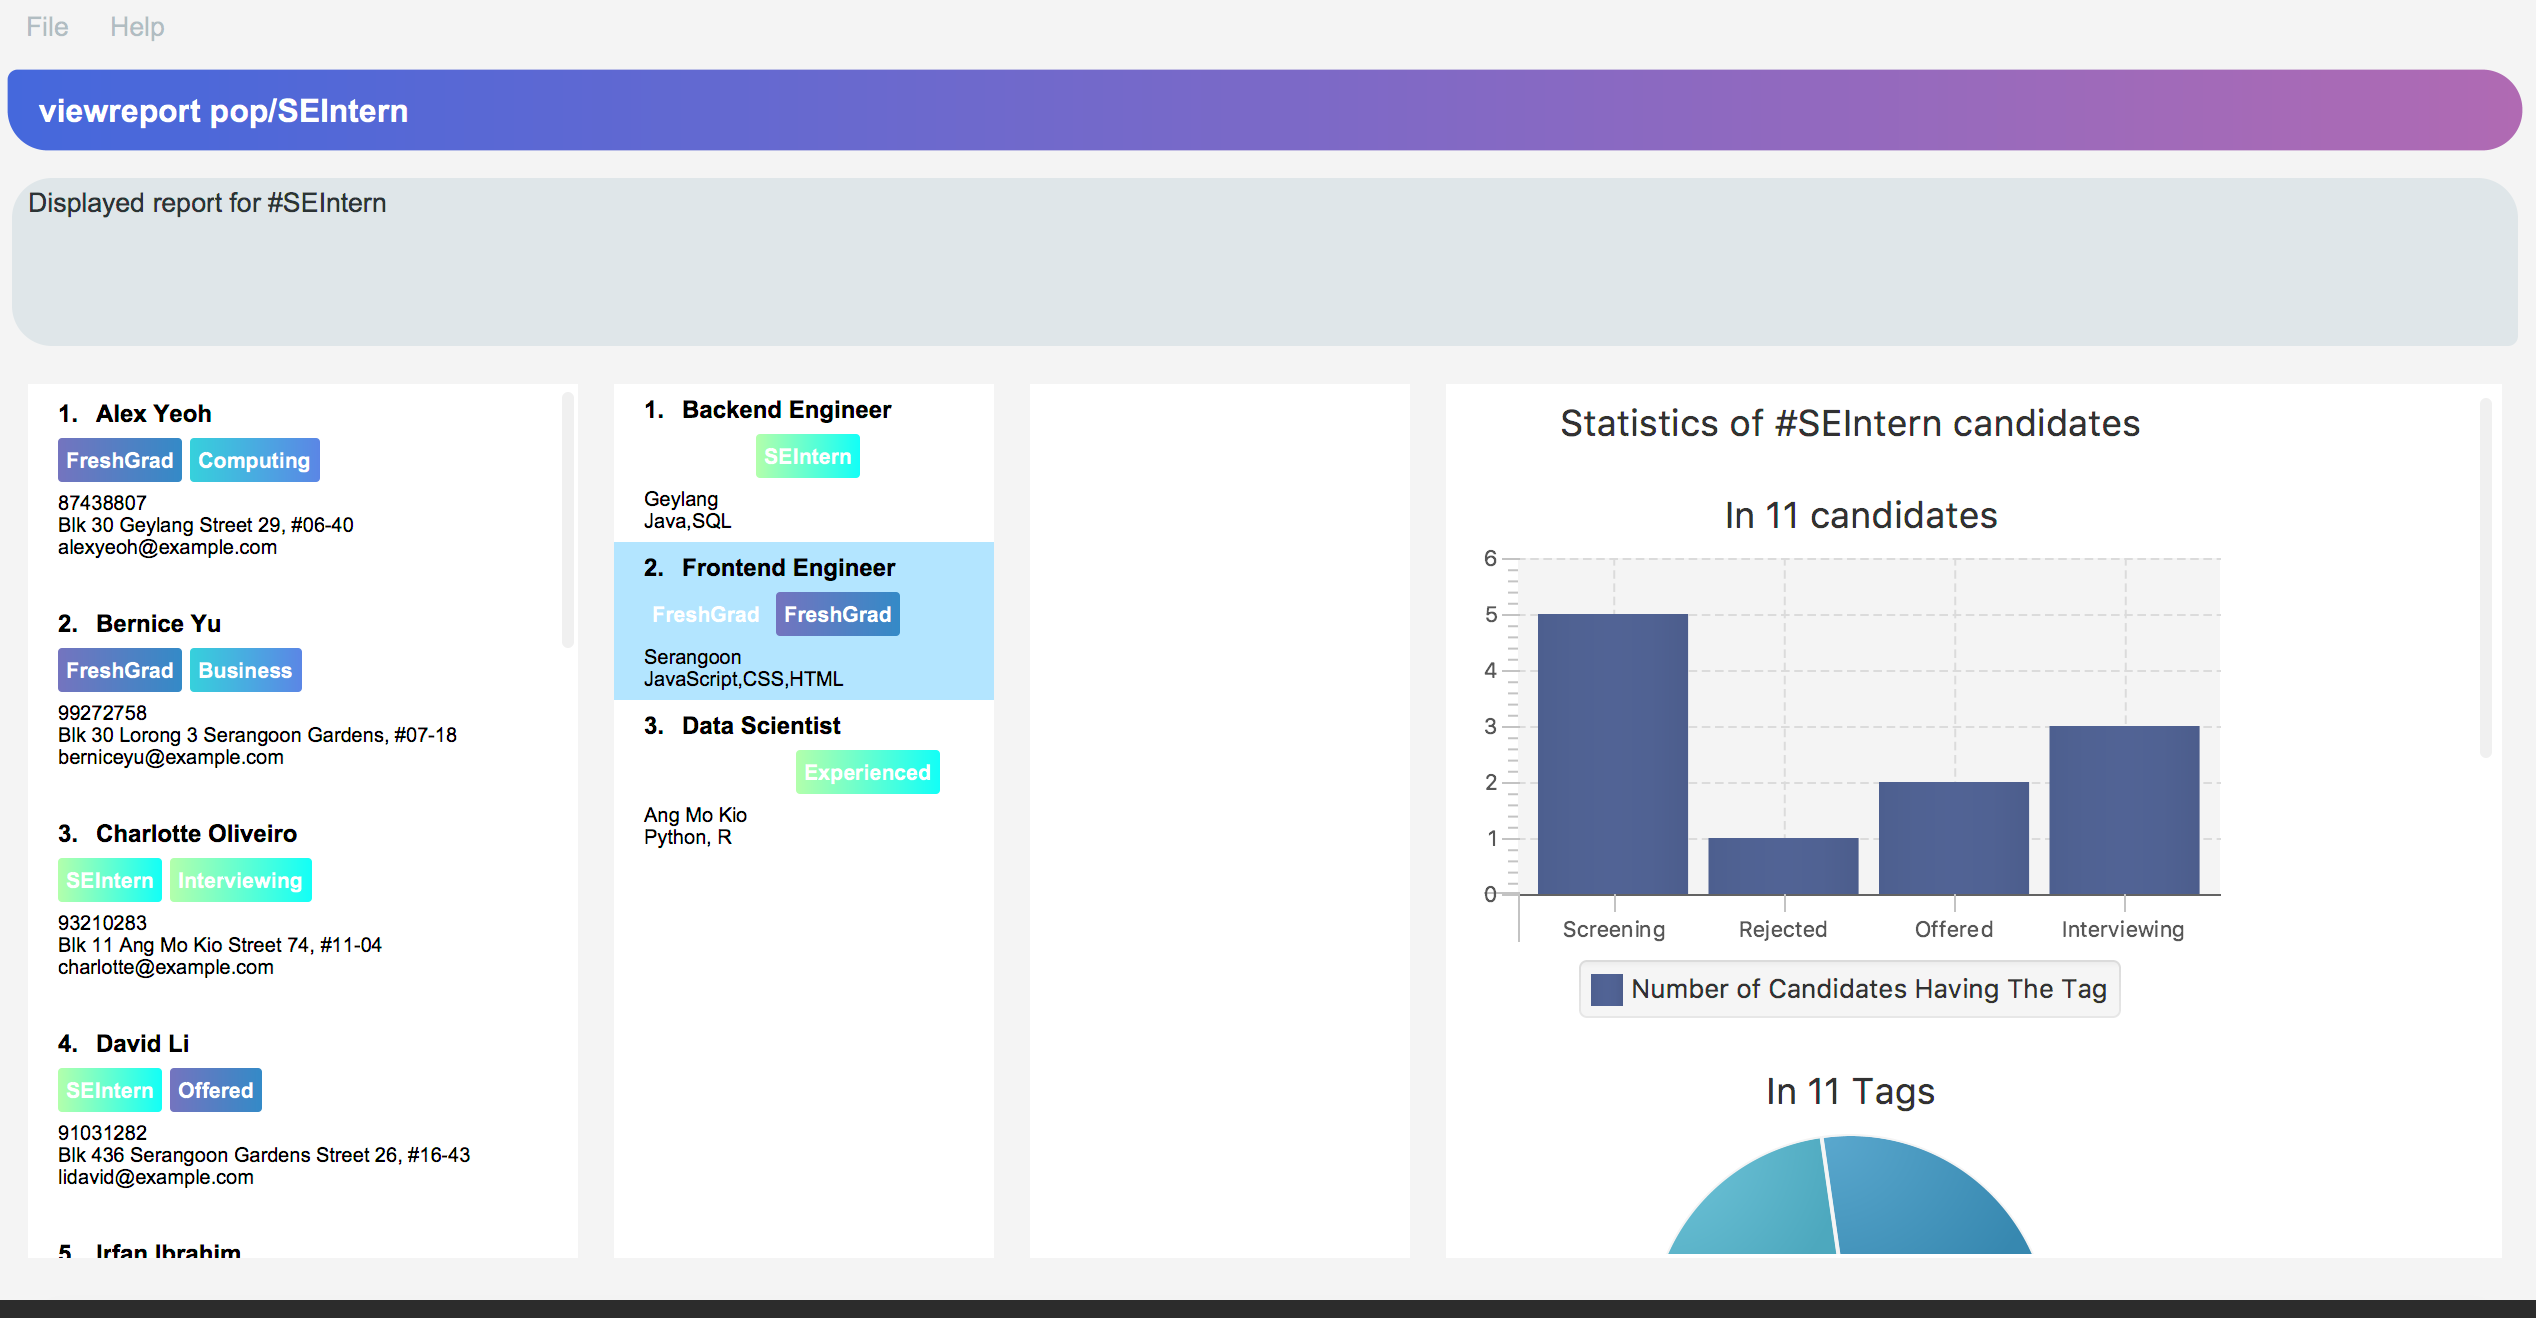 File Help
viewreport pop/SEIntern
Displayed report for #SEIntern
1. Alex Yeoh
FreshGrad Computing
87438807
Blk 30 Geylang Street 29, #06-40
alexyeoh@example.com
2. Bernice Yu
FreshGrad Business
99272758
Blk 30 Lorong 3 Serangoon Gardens, #07-18
berniceyu@example.com
3. Charlotte Oliveiro
SEIntern Interviewing
93210283
Blk 11 Ang Mo Kio Street 74, #11-04
charlotte@example.com
4. David Li
SEIntern Offered
91031282
Blk 436 Serangoon Gardens Street 26, #16-43
lidavid@example.com
5. Irfan Ibrahim
1. Backend Engineer
SEIntern
Geylang
Java,SQL
2. Frontend Engineer
FreshGrad FreshGrad
Serangoon
JavaScript,CSS,HTML
3. Data Scientist
Experienced
Ang Mo Kio
Python, R
Statistics of #SEIntern candidates
In 11 candidates
6
5
4
3
2
1
0
Screening Rejected Offered Interviewing
Number of Candidates Having The Tag
In 11 Tags